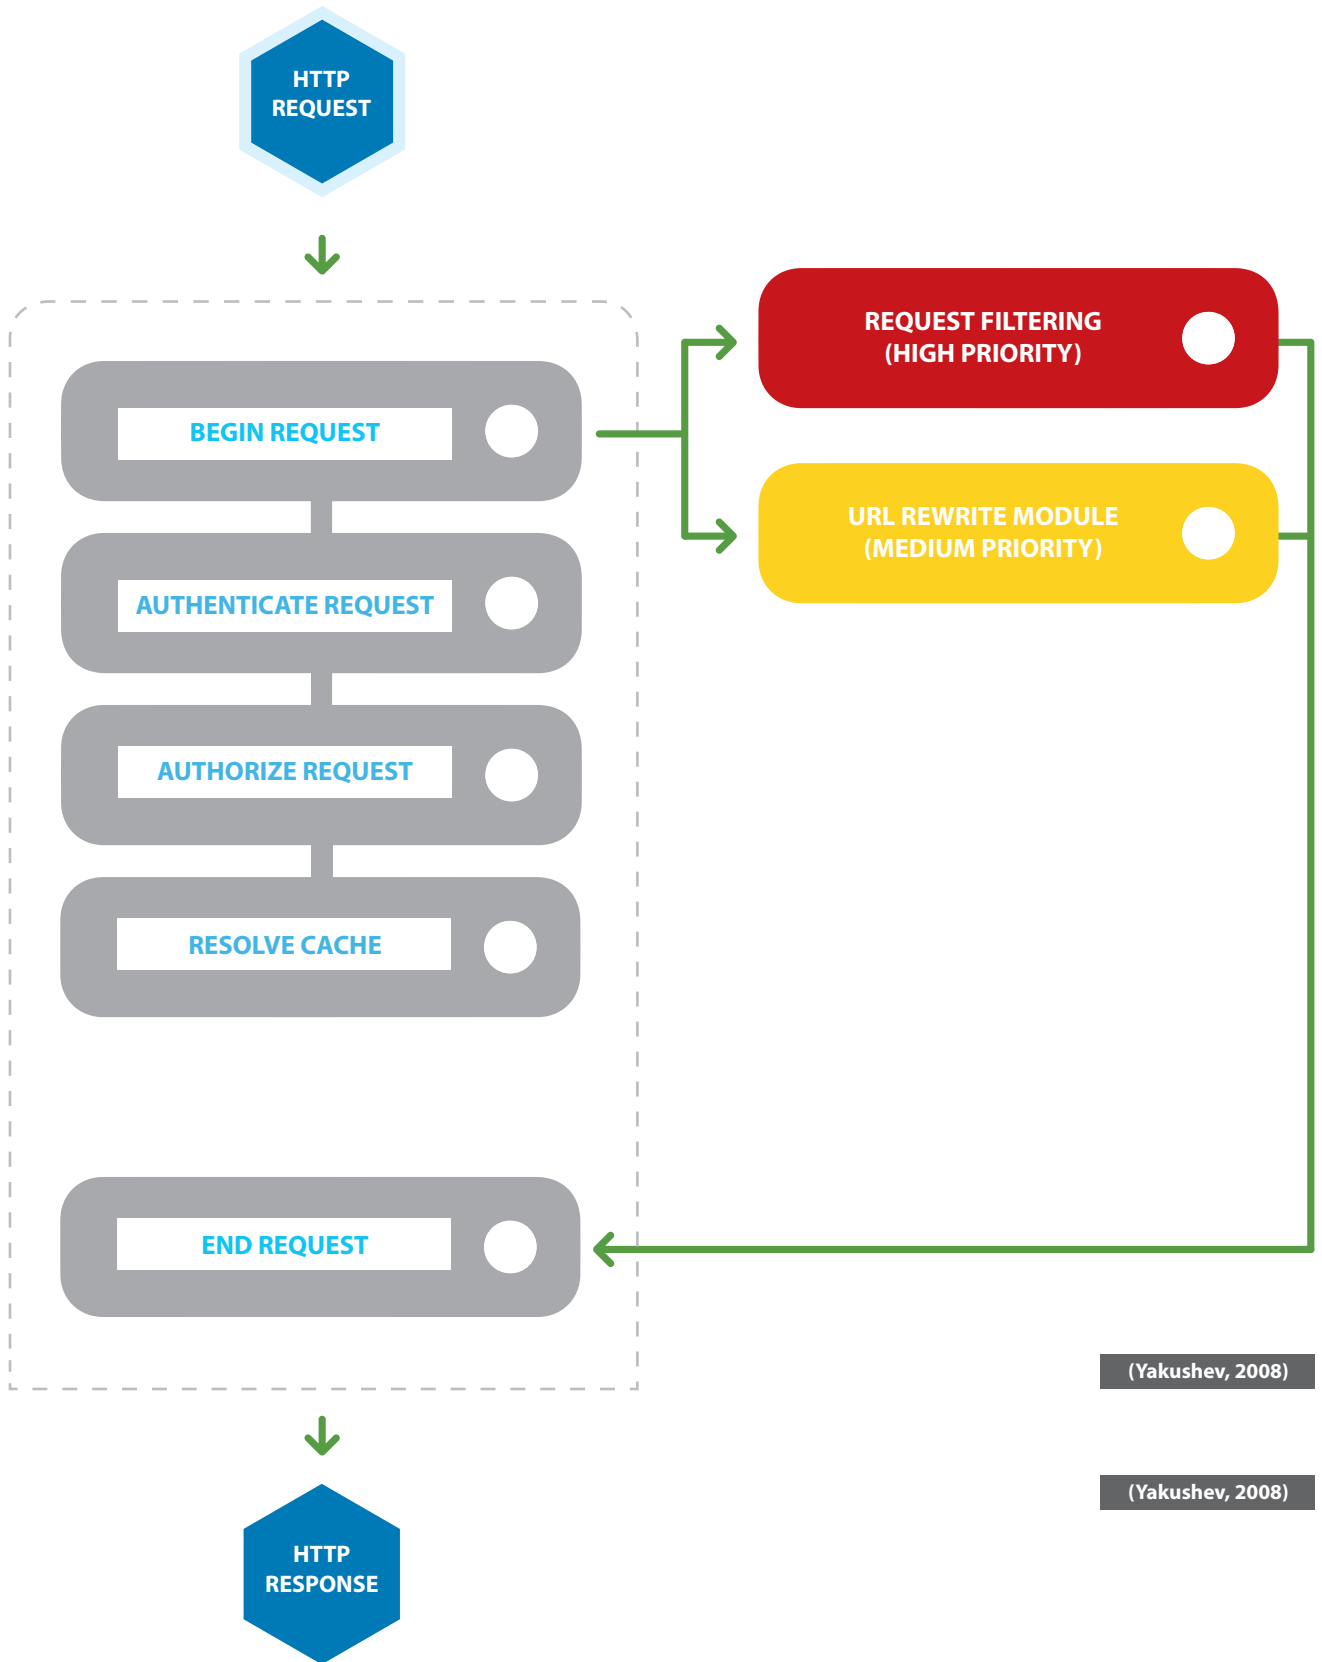 HTTP
REQUEST
REQUEST FILTERING
(HIGH PRIORITY)
BEGIN REQUEST
URL REWRITE MODULE
(MEDIUM PRIORITY)
AUTHENTICATE REQUEST
AUTHORIZE REQUEST
RESOLVE CACHE
END REQUEST
(Yakushev, 2008)
(Yakushev, 2008)
HTTP
RESPONSE